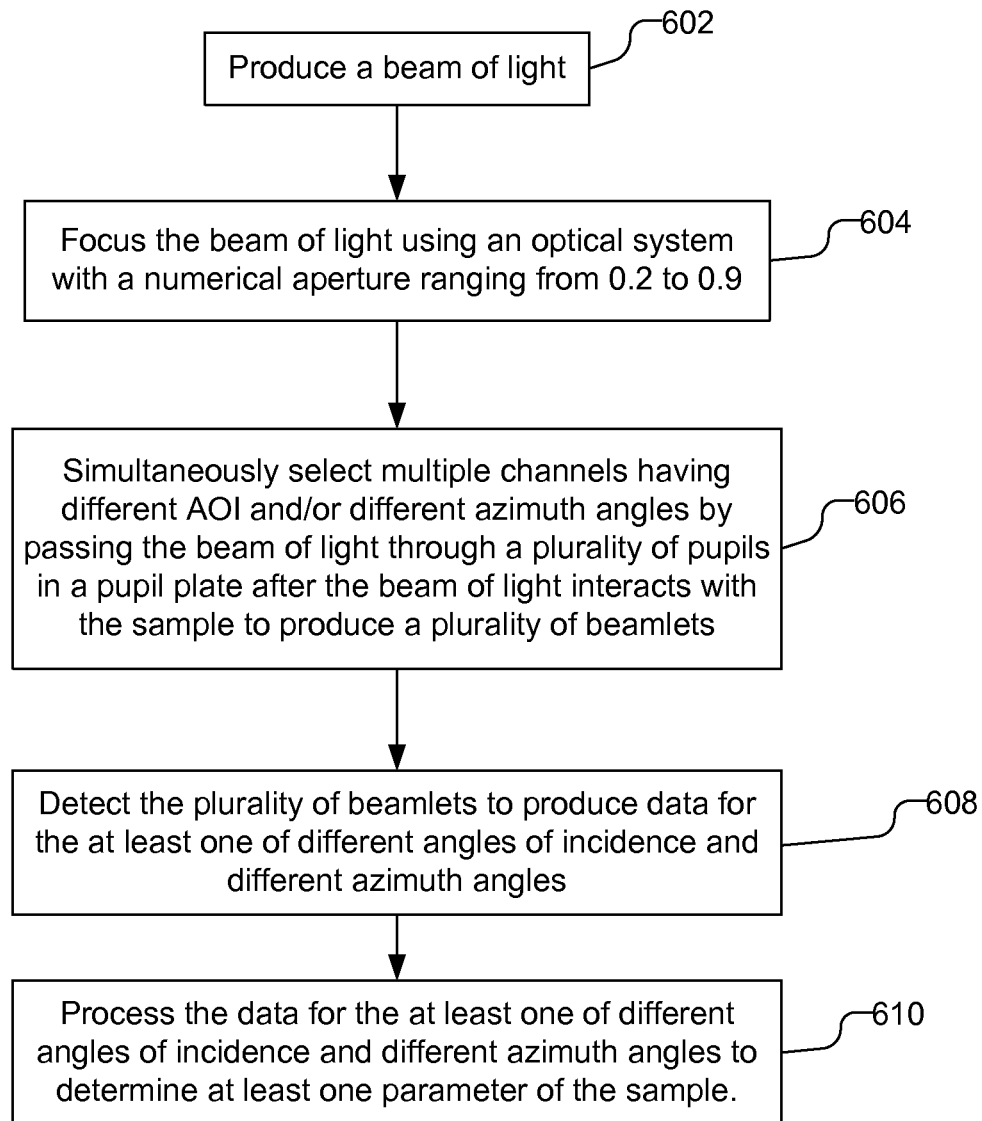 602
Produce a beam of light
604
Focus the beam of light using an optical system
with a numerical aperture ranging from 0.2 to 0.9
606
Simultaneously select multiple channels having
different AOI and/or different azimuth angles by
passing the beam of light through a plurality of pupils
in a pupil plate after the beam of light interacts with
the sample to produce a plurality of beamlets
608
Detect the plurality of beamlets to produce data for
the at least one of different angles of incidence and
different azimuth angles
610
Process the data for the at least one of different
angles of incidence and different azimuth angles to
determine at least one parameter of the sample.